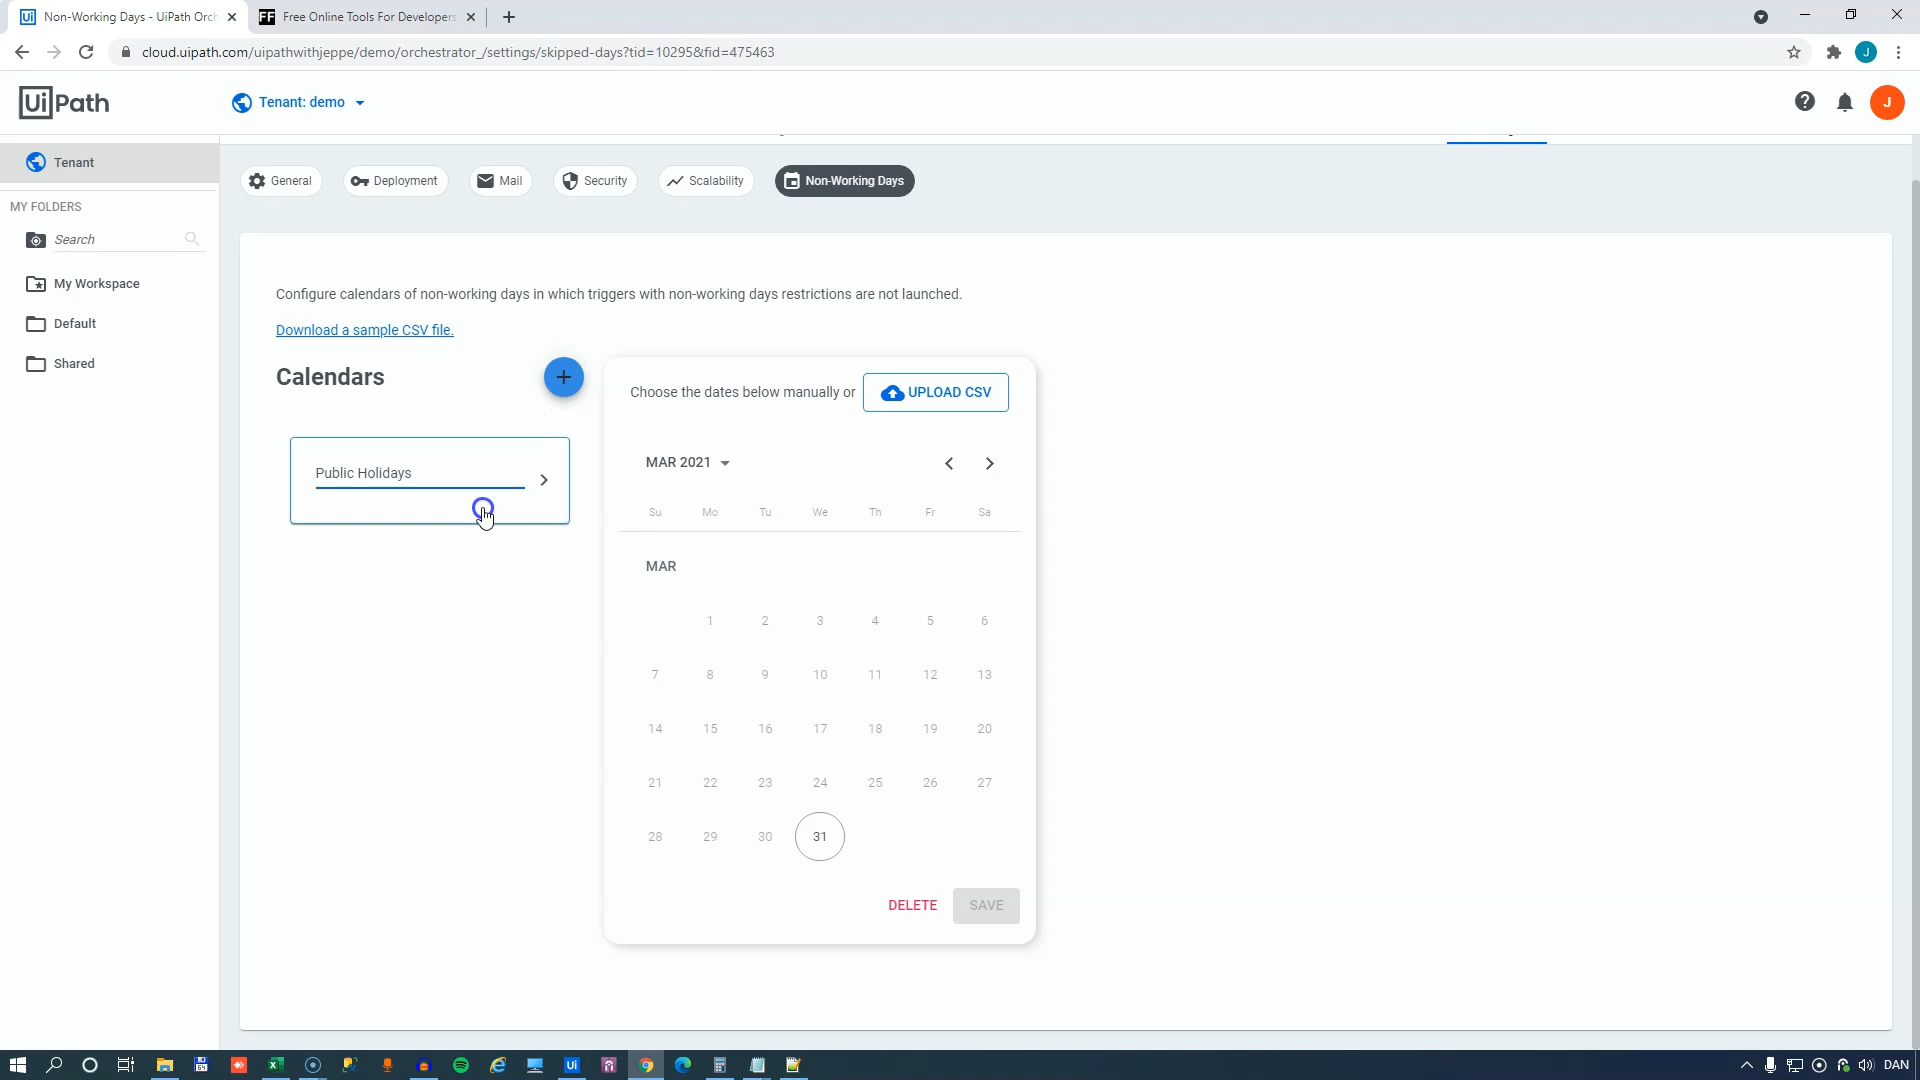 Non-Working Days - UiPath Orch
Free Online Tools For Developers
cloud.uipath.com/uipathwithjeppe/demo/orchestrator_/settings/skipped-days?tid=10295&fid=475463
J
UiPath
Tenant: demo
J
Tenant
General
Deployment
Mail
Security
Scalability
Non-Working Days
MY FOLDERS
Search
My Workspace
Default
Shared
Configure calendars of non-working days in which triggers with non-working days restrictions are not launched.
Download a sample CSV file.
Calendars
Public Holidays
Choose the dates below manually or UPLOAD CSV
MAR 2021
Su Mo Tu We Th Fr Sa
MAR
1 2 3 4 5 6
7 8 9 10 11 12 13
14 15 16 17 18 19 20
21 22 23 24 25 26 27
28 29 30 31
DELETE SAVE
DAN